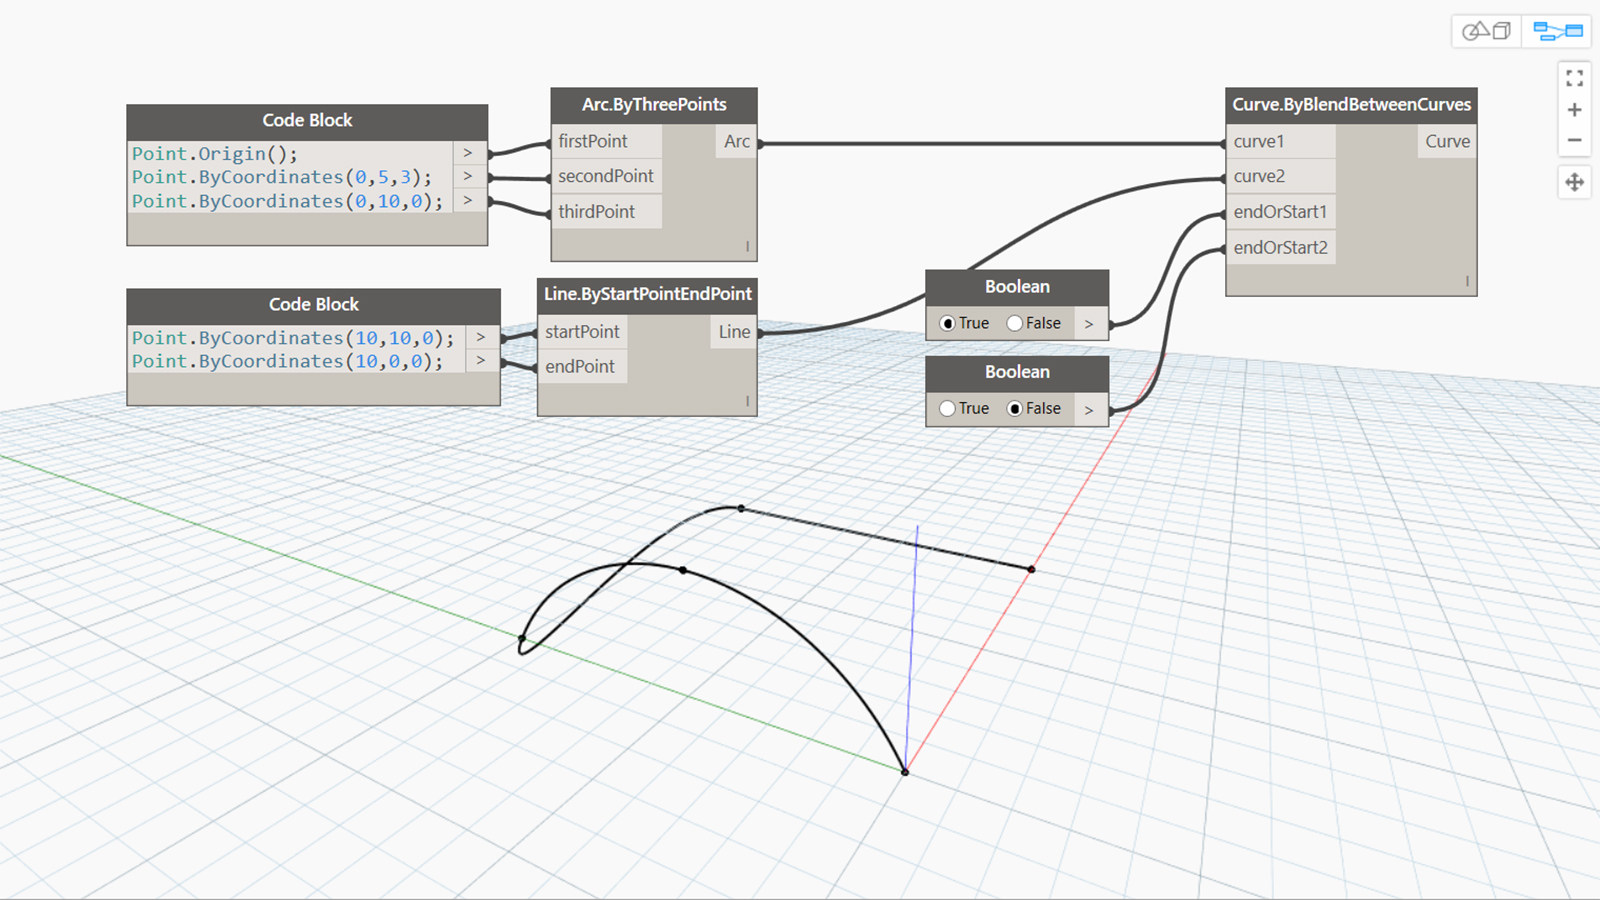 Code Block
Point.Origin(); >
Point.ByCoordinates(0,5,3); >
Point.ByCoordinates(0,10,0); >
Arc.ByThreePoints
firstPoint Arc
secondPoint
thirdPoint
l
Curve.ByBlendBetweenCurves
curve1 Curve
curve2
endOrStart1
endOrStart2
l
Code Block
Point.ByCoordinates(10,10,0); >
Point.ByCoordinates(10,0,0); >
Line.ByStartPointEndPoint
startPoint Line
endPoint
l
Boolean
True False >
Boolean
True False >